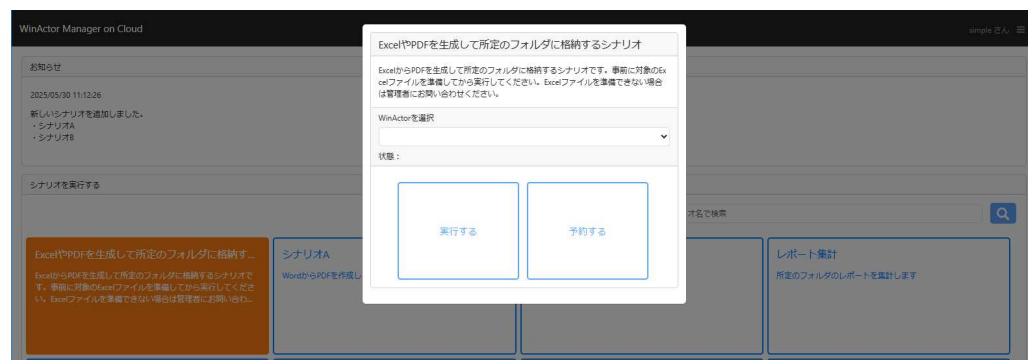 WinActor Manager on Cloud
simple さん
お知らせ
2025/05/30 11:12:26
新しいシナリオを追加しました。
・シナリオA
・シナリオB
シナリオを実行する
オ名で検索
ExcelやPDFを生成して所定のフォルダに格納す...
ExcelからPDFを生成して所定のフォルダに格納するシナリオで
す。事前に対象のExcelファイルを準備してから実行してくださ
い。Excelファイルを準備できない場合は管理者にお問い合わ...
シナリオA
WordからPDFを作成し
レポート集計
所定のフォルダのレポートを集計します
ExcelやPDFを生成して所定のフォルダに格納するシナリオ
ExcelからPDFを生成して所定のフォルダに格納するシナリオです。事前に対象のEx
celファイルを準備してから実行してください。Excelファイルを準備できない場合
は管理者にお問い合わせください。
WinActorを選択
状態：
実行する
予約する